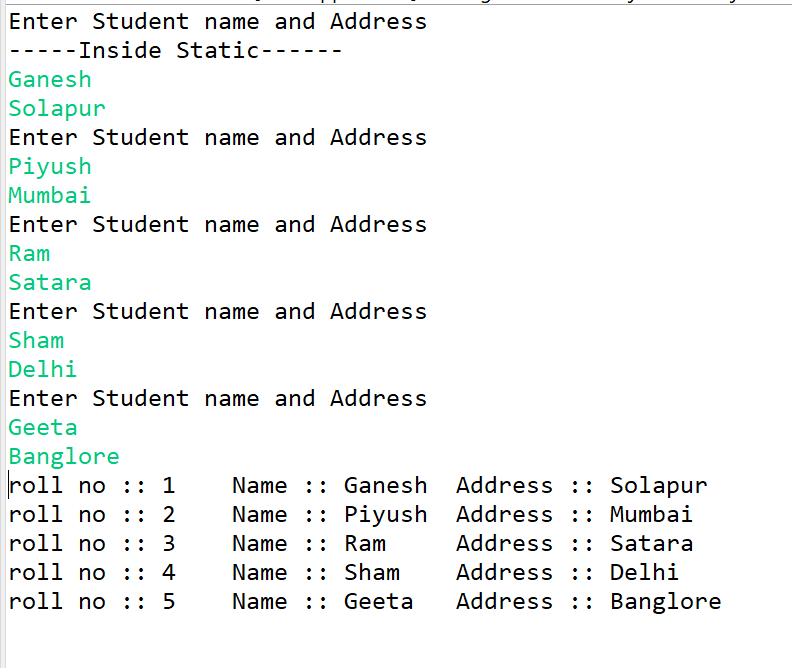 Enter Student name and Address
-----Inside Static------
Ganesh
Solapur
Enter Student name and Address
Piyush
Mumbai
Enter Student name and Address
Ram
Satara
Enter Student name and Address
Sham
Delhi
Enter Student name and Address
Geeta
Banglore
roll no :: 1    Name :: Ganesh  Address :: Solapur
roll no :: 2    Name :: Piyush  Address :: Mumbai
roll no :: 3    Name :: Ram     Address :: Satara
roll no :: 4    Name :: Sham    Address :: Delhi
roll no :: 5    Name :: Geeta   Address :: Banglore